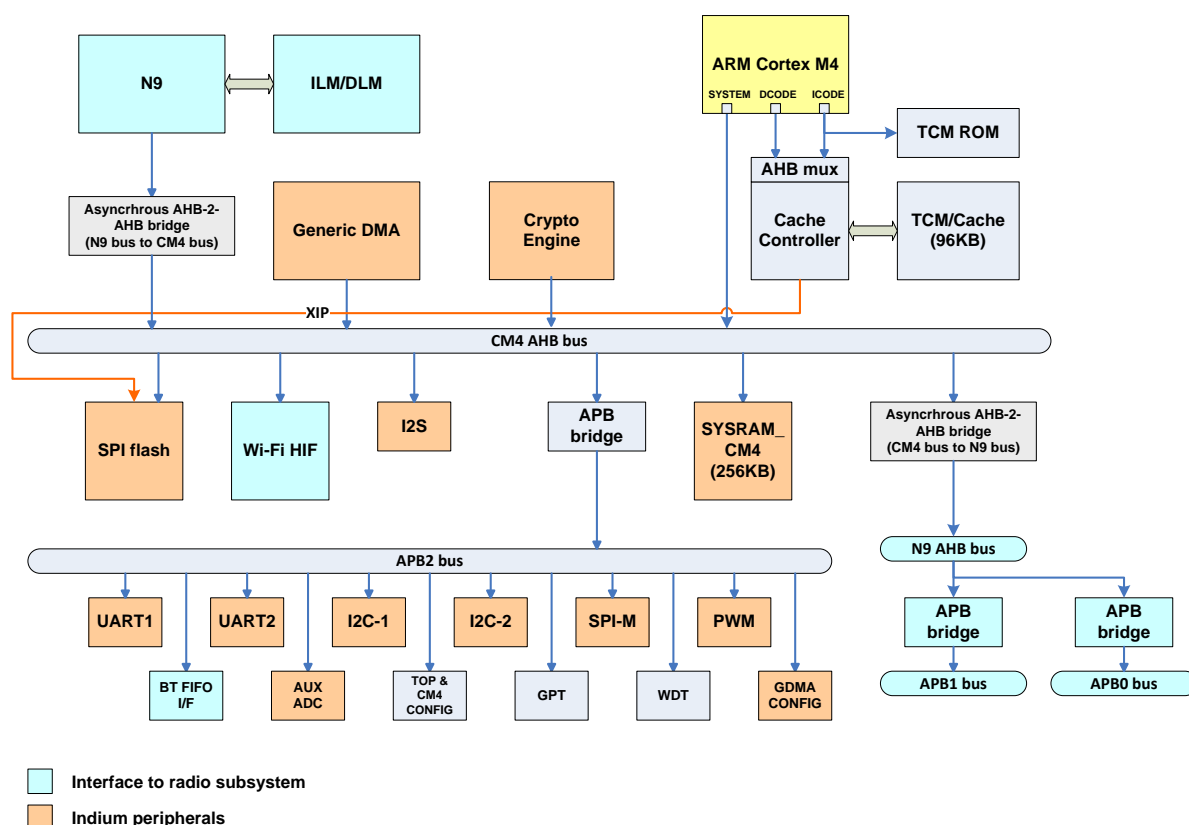 N9
ILM/DLM
ARM Cortex M4
SYSTEM
DCODE
ICODE
TCM ROM
AHB mux
Cache
Controller
TCM/Cache
(96KB)
Asyncrhrous AHB-2-
AHB bridge
(N9 bus to CM4 bus)
Generic DMA
Crypto
Engine
XIP
CM4 AHB bus
SPI flash
Wi-Fi HIF
I2S
APB
bridge
SYSRAM_
CM4
(256KB)
Asyncrhrous AHB-2-
AHB bridge
(CM4 bus to N9 bus)
N9 AHB bus
APB2 bus
UART1
UART2
I2C-1
I2C-2
SPI-M
PWM
APB
bridge
APB
bridge
BT FIFO
I/F
AUX
ADC
TOP &
CM4
CONFIG
GPT
WDT
GDMA
CONFIG
APB1 bus
APB0 bus
Interface to radio subsystem
Indium peripherals